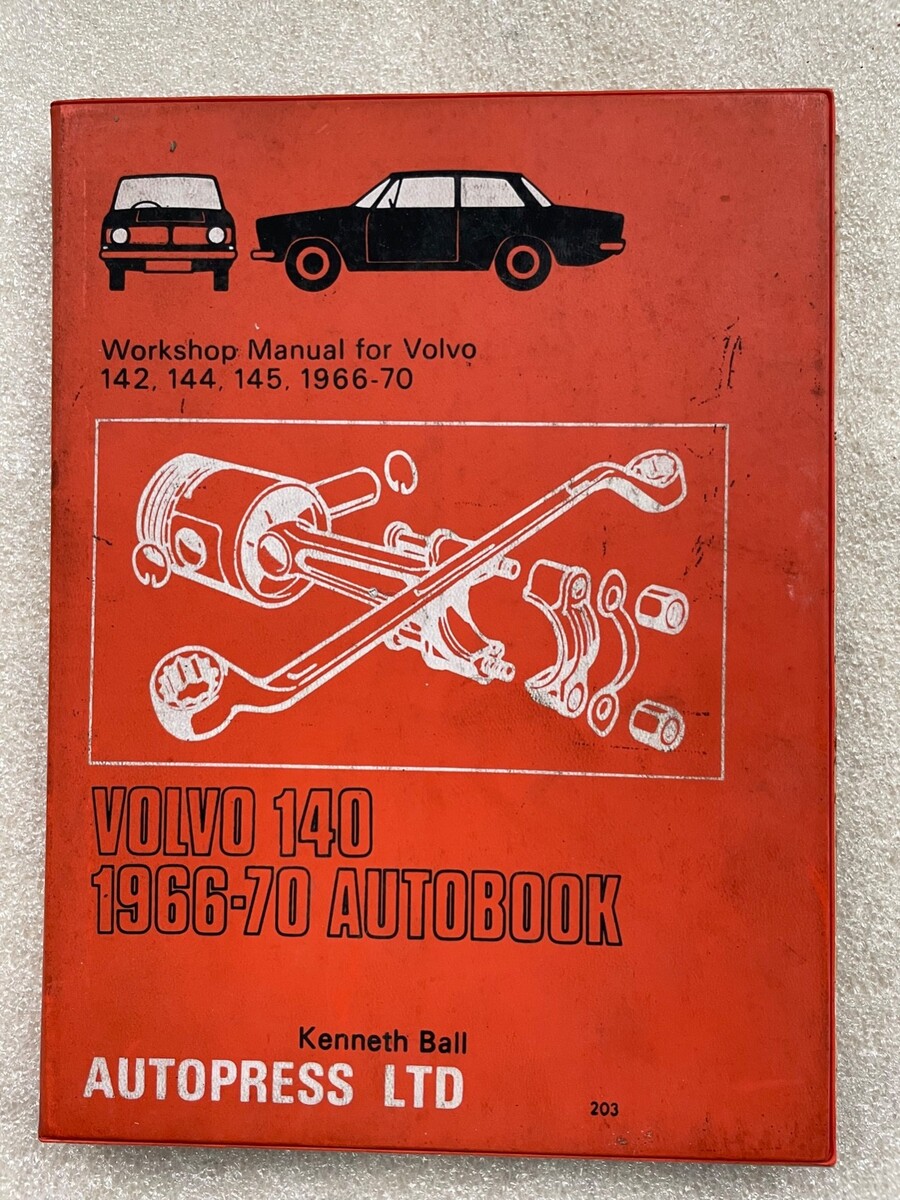 Workshop Manual for Volvo
142, 144, 145, 1966-70
VOLVO 140
1966-70 AUTOBOOK
Kenneth Ball
AUTOPRESS LTD
203